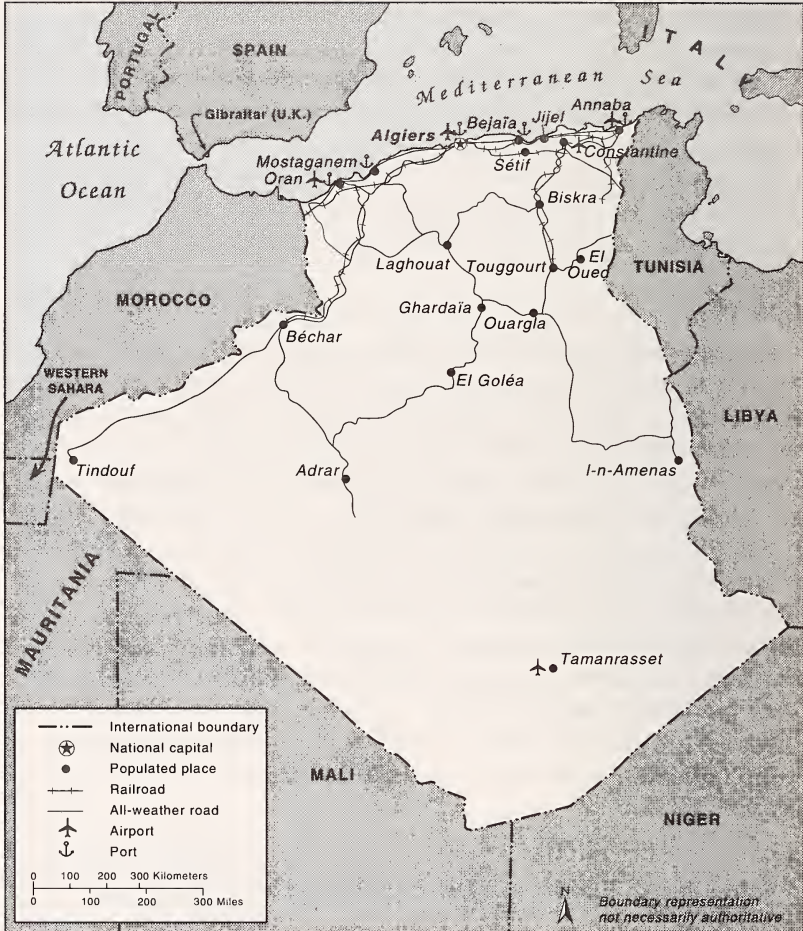 PORTUGAL
SPAIN
ITALY
Mediterranean Sea
Gibraltar (U.K.)
Atlantic
Ocean
Algiers
Bejaïa
Jijel
Annaba
Mostaganem
Oran
Sétif
Constantine
Biskra
Laghouat
Touggourt
El
Oued
TUNISIA
MOROCCO
Ghardaïa
Ouargla
Béchar
WESTERN
SAHARA
El Goléa
LIBYA
Tindouf
Adrar
I-n-Amenas
MAURITANIA
Tamanrasset
MALI
NIGER
International boundary
National capital
Populated place
Railroad
All-weather road
Airport
Port
0 100 200 300 Kilometers
0 100 200 300 Miles
N
Boundary representation
not necessarily authoritative